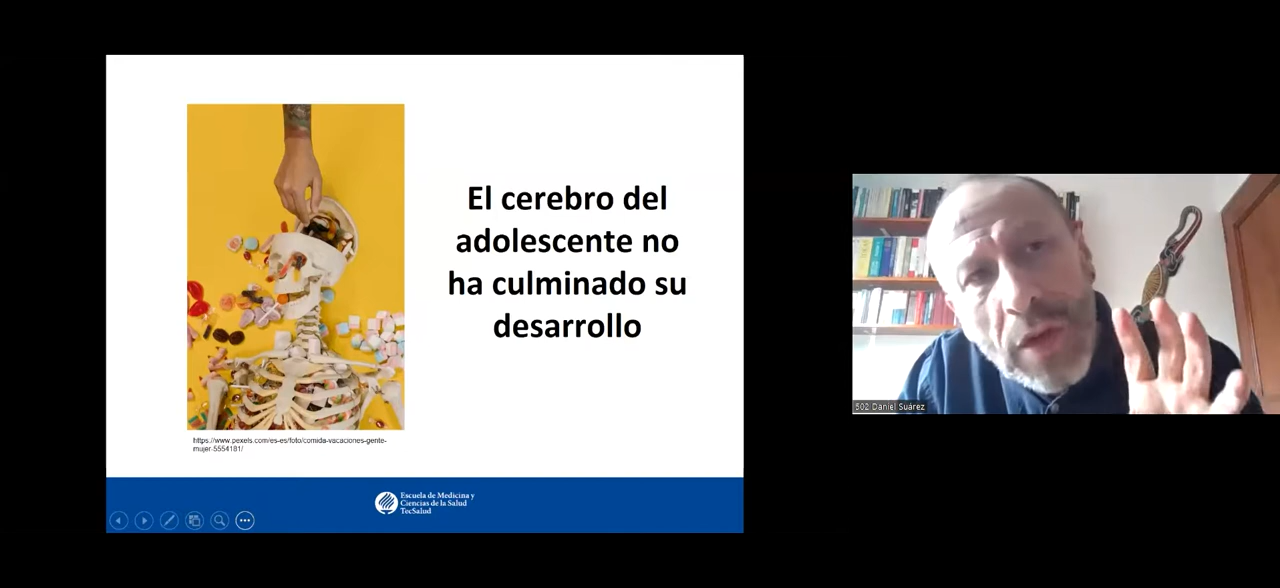 El cerebro del
adolescente no
ha culminado su
desarrollo
https://www.pexels.com/es-es/foto/comida-vacaciones-gente-
mujer-5554181/
Escuela de Medicina y
Ciencias de la Salud
TecSalud
502 Daniel Suárez